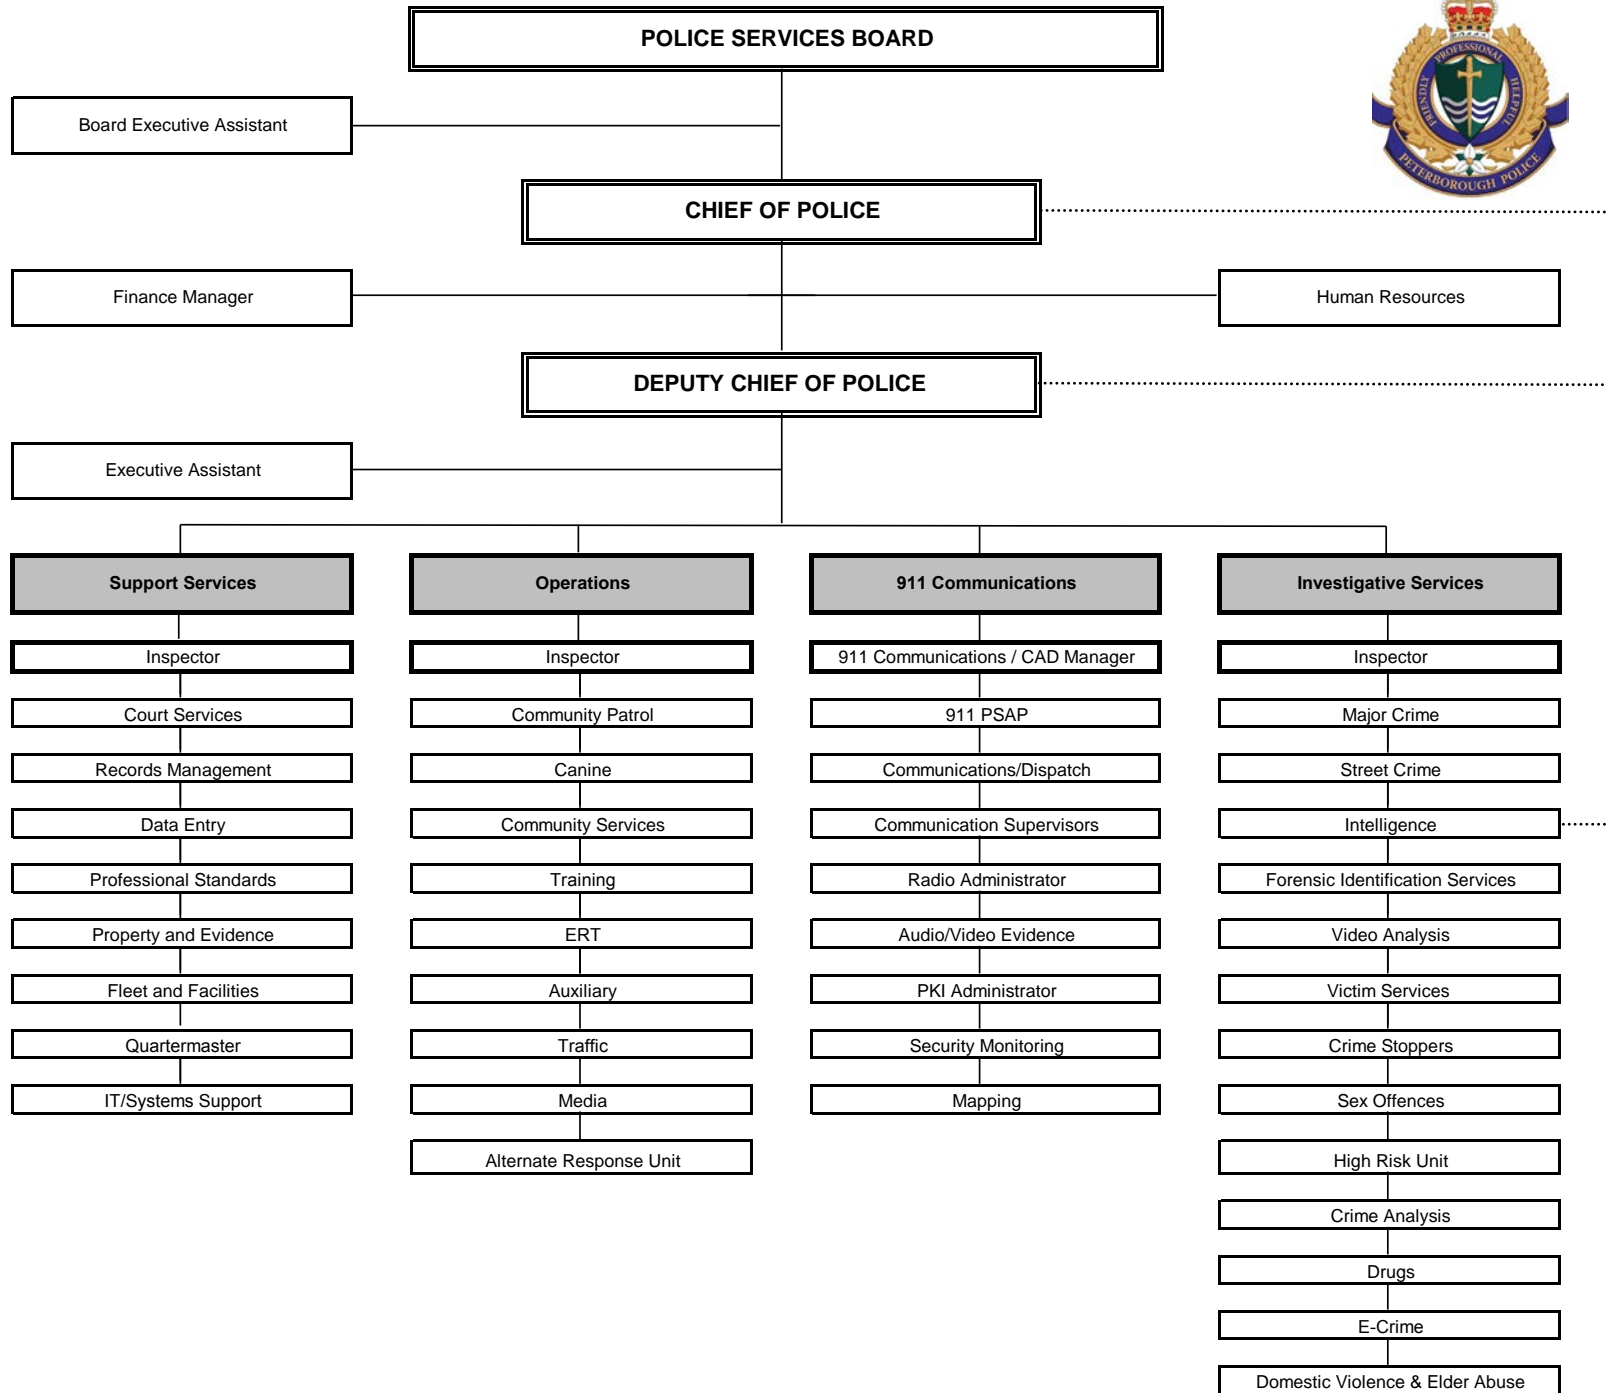 POLICE SERVICES BOARD
FRIENDLY PROFESSIONAL HELPFUL
PETERBOROUGH POLICE
Board Executive Assistant
CHIEF OF POLICE
Finance Manager
Human Resources
DEPUTY CHIEF OF POLICE
Executive Assistant
Support Services
Inspector
Court Services
Records Management
Data Entry
Professional Standards
Property and Evidence
Fleet and Facilities
Quartermaster
IT/Systems Support
Operations
Inspector
Community Patrol
Canine
Community Services
Training
ERT
Auxiliary
Traffic
Media
Alternate Response Unit
911 Communications
911 Communications / CAD Manager
911 PSAP
Communications/Dispatch
Communication Supervisors
Radio Administrator
Audio/Video Evidence
PKI Administrator
Security Monitoring
Mapping
Investigative Services
Inspector
Major Crime
Street Crime
Intelligence
Forensic Identification Services
Video Analysis
Victim Services
Crime Stoppers
Sex Offences
High Risk Unit
Crime Analysis
Drugs
E-Crime
Domestic Violence & Elder Abuse